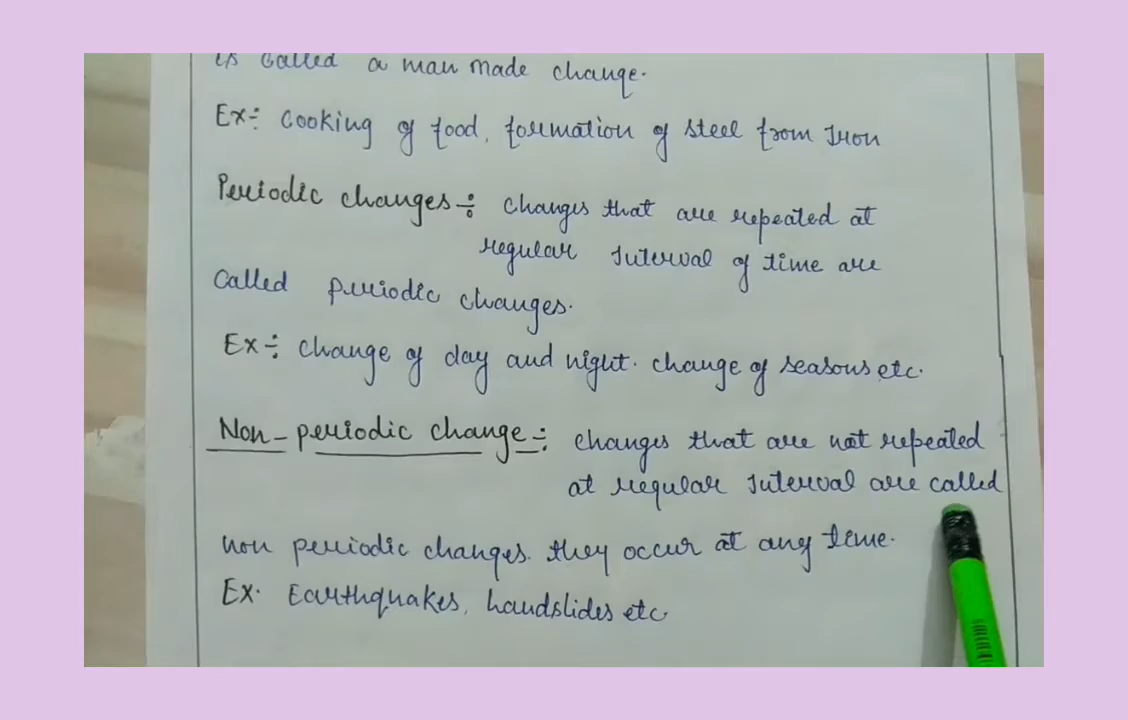 is called a man made change.
Ex÷ cooking of food, formation of steel from Iron
Periodic changes÷ changes that are repeated at
regular Interval of time are
called periodic changes.
Ex÷ change of day and night. change of seasons etc.
Non-periodic change÷ changes that are not repeated
at regular Interval are called
non periodic changes. they occur at any time.
Ex. Earthquakes, landslides etc.